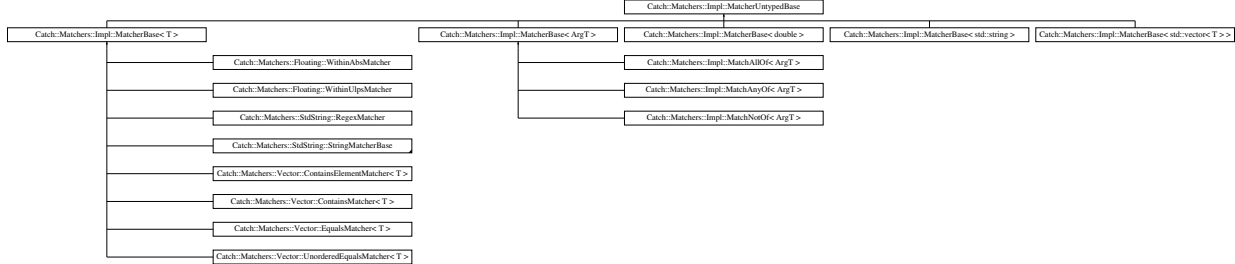 Catch::Matchers::Impl::MatcherUntypedBase
Catch::Matchers::Impl::MatcherBase< T >
Catch::Matchers::Impl::MatcherBase< ArgT >
Catch::Matchers::Impl::MatcherBase< double >
Catch::Matchers::Impl::MatcherBase< std::string >
Catch::Matchers::Impl::MatcherBase< std::vector< T > >
Catch::Matchers::Floating::WithinAbsMatcher
Catch::Matchers::Impl::MatchAllOf< ArgT >
Catch::Matchers::Floating::WithinUlpsMatcher
Catch::Matchers::Impl::MatchAnyOf< ArgT >
Catch::Matchers::StdString::RegexMatcher
Catch::Matchers::Impl::MatchNotOf< ArgT >
Catch::Matchers::StdString::StringMatcherBase
Catch::Matchers::Vector::ContainsElementMatcher< T >
Catch::Matchers::Vector::ContainsMatcher< T >
Catch::Matchers::Vector::EqualsMatcher< T >
Catch::Matchers::Vector::UnorderedEqualsMatcher< T >